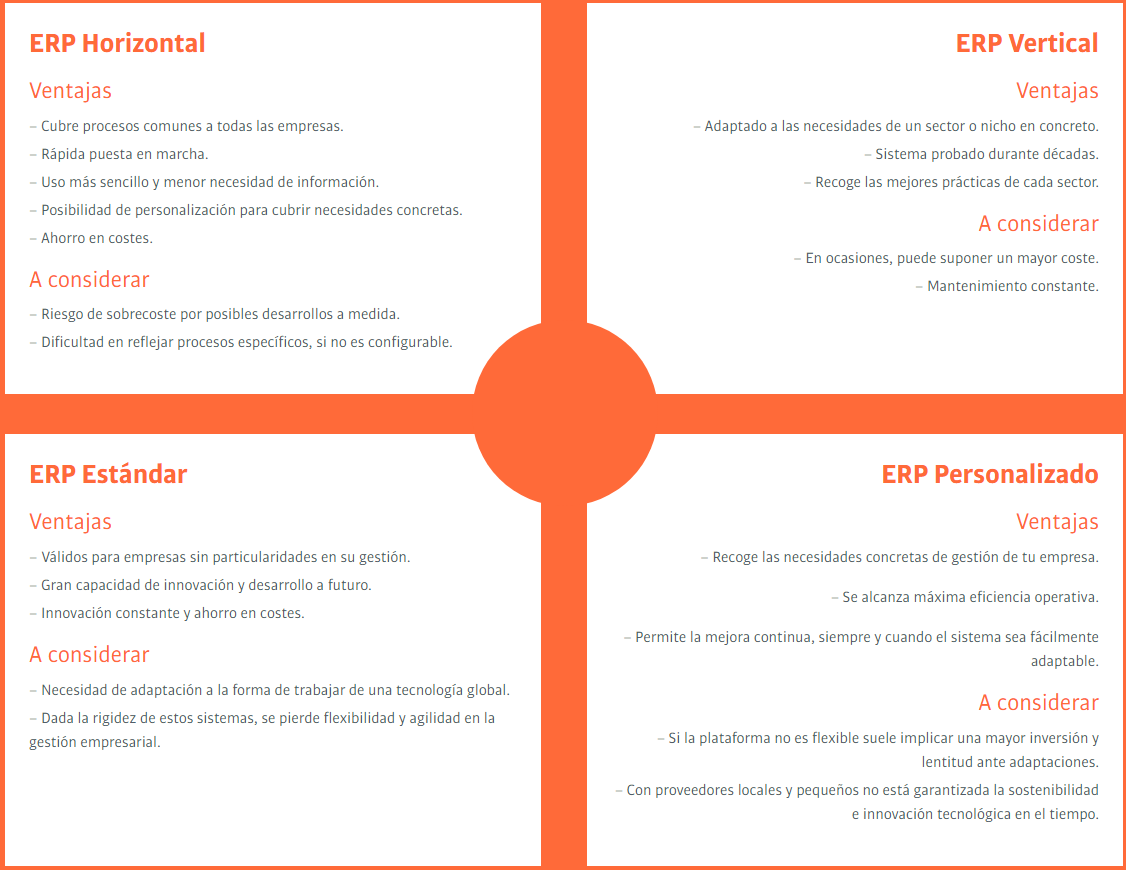 ERP Horizontal
Ventajas
– Cubre procesos comunes a todas las empresas.
– Rápida puesta en marcha.
– Uso más sencillo y menor necesidad de información.
– Posibilidad de personalización para cubrir necesidades concretas.
– Ahorro en costes.
A considerar
– Riesgo de sobrecoste por posibles desarrollos a medida.
– Dificultad en reflejar procesos específicos, si no es configurable.
ERP Vertical
Ventajas
– Adaptado a las necesidades de un sector o nicho en concreto.
– Sistema probado durante décadas.
– Recoge las mejores prácticas de cada sector.
A considerar
– En ocasiones, puede suponer un mayor coste.
– Mantenimiento constante.
ERP Estándar
Ventajas
– Válidos para empresas sin particularidades en su gestión.
– Gran capacidad de innovación y desarrollo a futuro.
– Innovación constante y ahorro en costes.
A considerar
– Necesidad de adaptación a la forma de trabajar de una tecnología global.
– Dada la rigidez de estos sistemas, se pierde flexibilidad y agilidad en la
gestión empresarial.
ERP Personalizado
Ventajas
– Recoge las necesidades concretas de gestión de tu empresa.
– Se alcanza máxima eficiencia operativa.
– Permite la mejora continua, siempre y cuando el sistema sea fácilmente
adaptable.
A considerar
– Si la plataforma no es flexible suele implicar una mayor inversión y
lentitud ante adaptaciones.
– Con proveedores locales y pequeños no está garantizada la sostenibilidad
e innovación tecnológica en el tiempo.